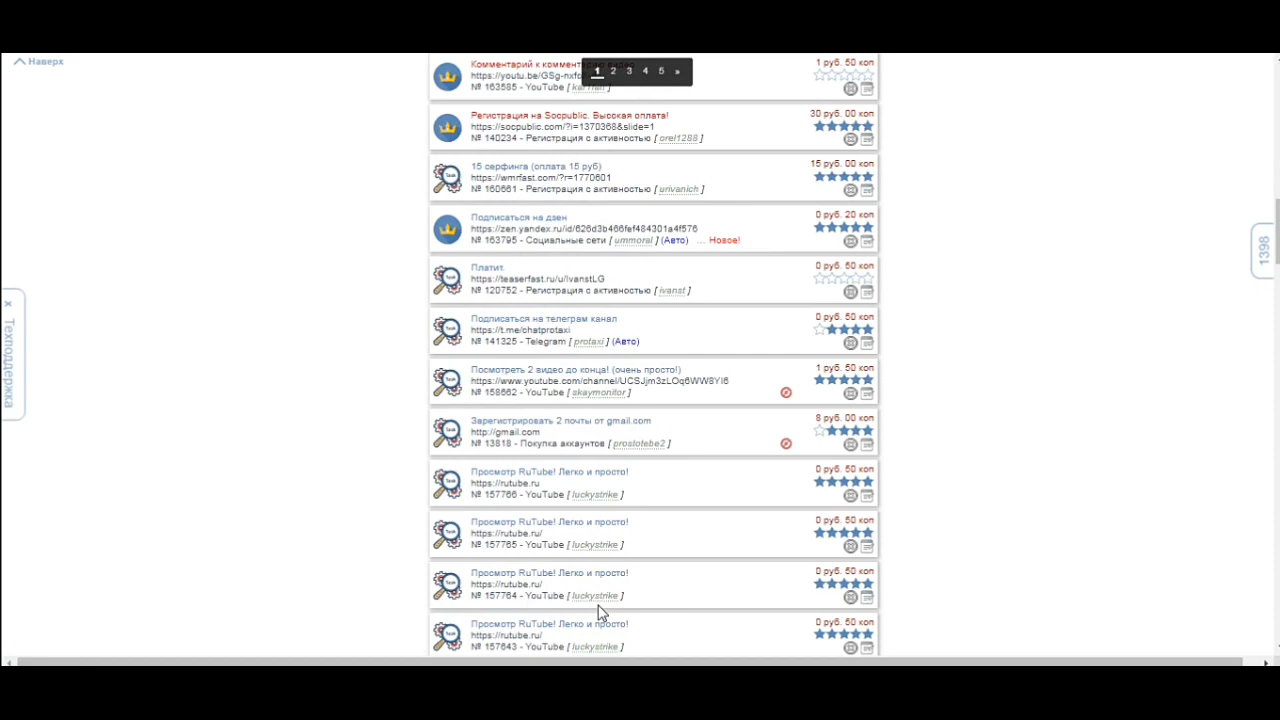 Наверх
1 2 3 4 5 »
Комментарий к комментарию видео
1 руб. 50 коп
https://youtu.be/GSg-nxfc
№ 163585 - YouTube [ ]
Регистрация на Socpublic. Высокая оплата!
30 руб. 00 коп
https://socpublic.com/?i=1370368&slide=1
№ 140234 - Регистрация с активностью [ orel1288 ]
15 серфинга (оплата 15 руб)
15 руб. 00 коп
https://wmrfast.com/?r=1770601
№ 160661 - Регистрация с активностью [ urivanich ]
Подписаться на дзен
0 руб. 20 коп
https://zen.yandex.ru/id/626d3b466fef484301a4f576
№ 163795 - Социальные сети [ ummoral ] (Авто) ... Новое!
Платит.
0 руб. 50 коп
https://teaserfast.ru/u/IvanstLG
№ 120752 - Регистрация с активностью [ ivanst ]
Подписаться на телеграм канал
0 руб. 50 коп
https://t.me/chatprotaxi
№ 141325 - Telegram [ protaxi ] (Авто)
Посмотреть 2 видео до конца! (очень просто!)
1 руб. 50 коп
https://www.youtube.com/channel/UCSJjm3zLOq6WW8YI6
№ 158662 - YouTube [ skaymonitor ]
Зарегистрировать 2 почты от gmail.com
8 руб. 00 коп
http://gmail.com
№ 13818 - Покупка аккаунтов [ prostotebe2 ]
Просмотр RuTube! Легко и просто!
0 руб. 50 коп
https://rutube.ru
№ 157766 - YouTube [ luckystrike ]
Просмотр RuTube! Легко и просто!
0 руб. 50 коп
https://rutube.ru/
№ 157765 - YouTube [ luckystrike ]
Просмотр RuTube! Легко и просто!
0 руб. 50 коп
https://rutube.ru/
№ 157764 - YouTube [ luckystrike ]
Просмотр RuTube! Легко и просто!
0 руб. 50 коп
https://rutube.ru/
№ 157643 - YouTube [ luckystrike ]
x Техподдержка
1398